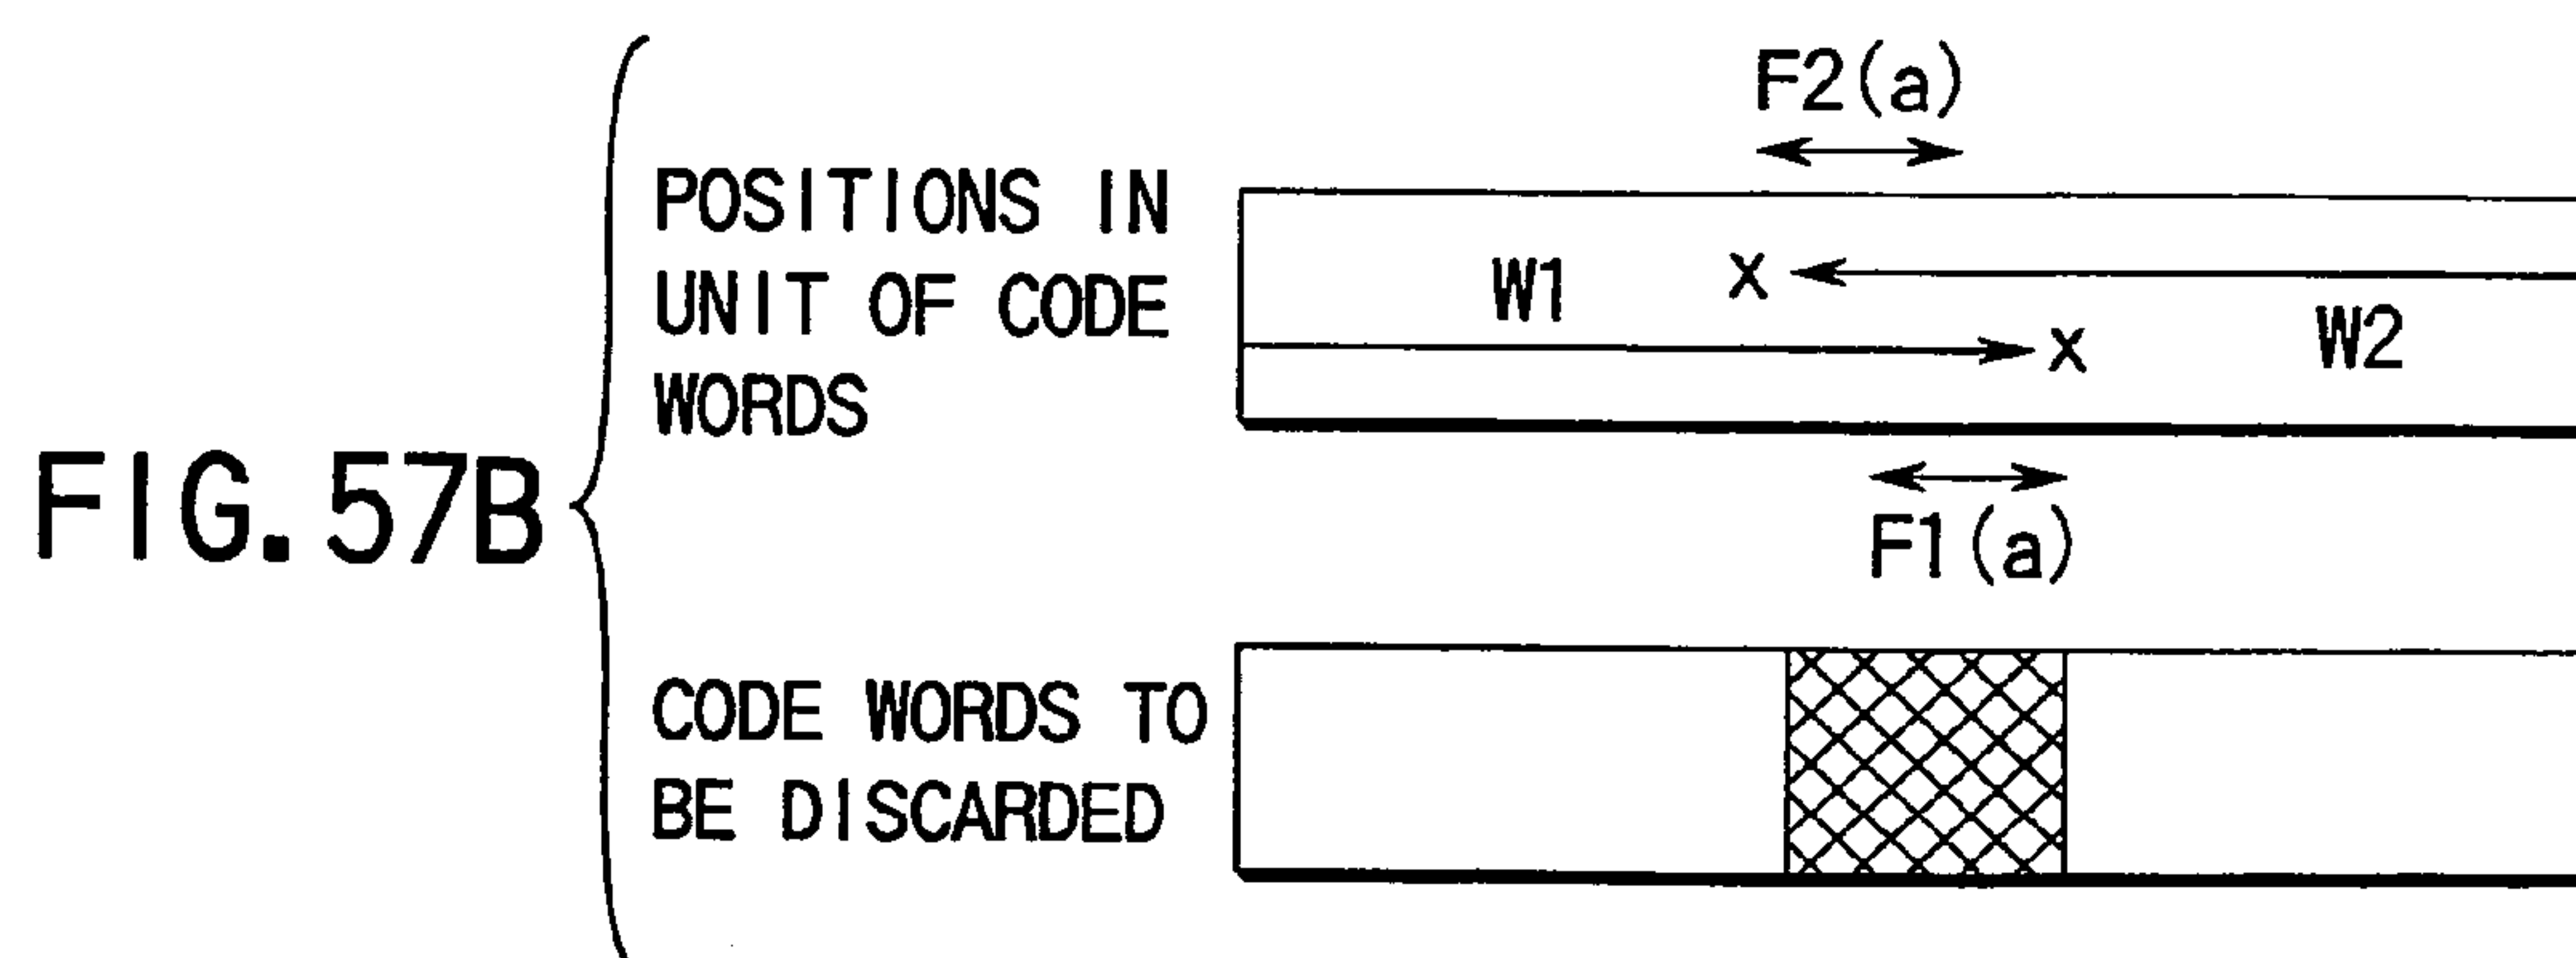 FIG. 57B
POSITIONS IN
UNIT OF CODE
WORDS
F2(a)
W1
x
x
W2
F1(a)
CODE WORDS TO
BE DISCARDED